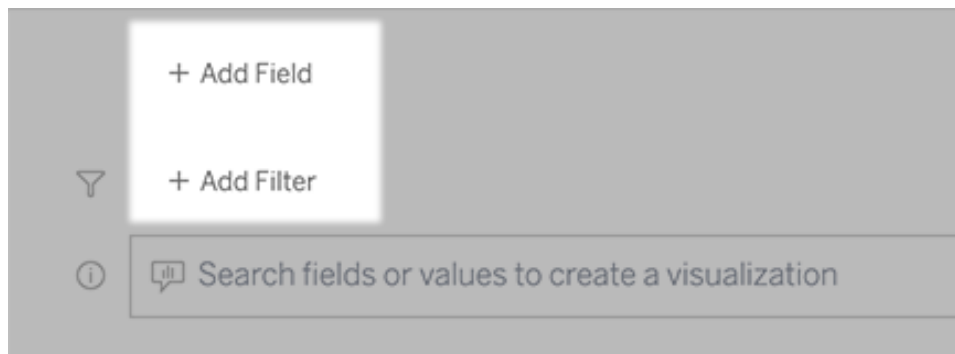 + Add Field
+ Add Filter
Search fields or values to create a visualization